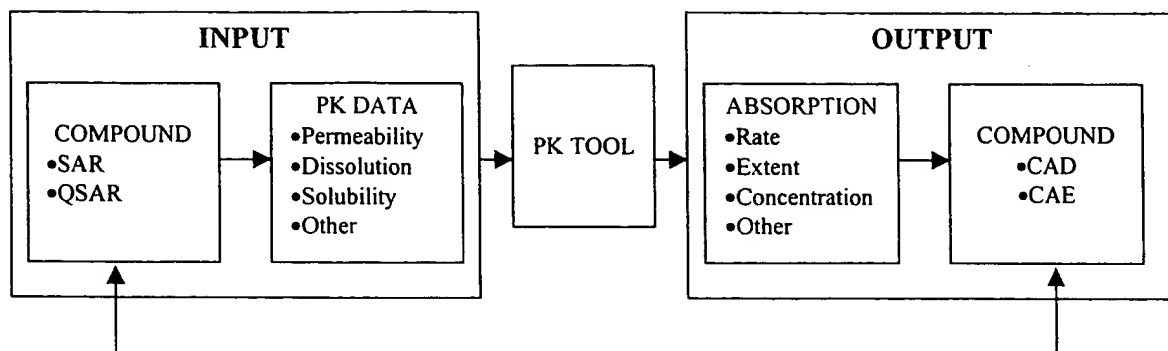 INPUT
COMPOUND
•SAR
•QSAR
PK DATA
•Permeability
•Dissolution
•Solubility
•Other
PK TOOL
OUTPUT
ABSORPTION
•Rate
•Extent
•Concentration
•Other
COMPOUND
•CAD
•CAE